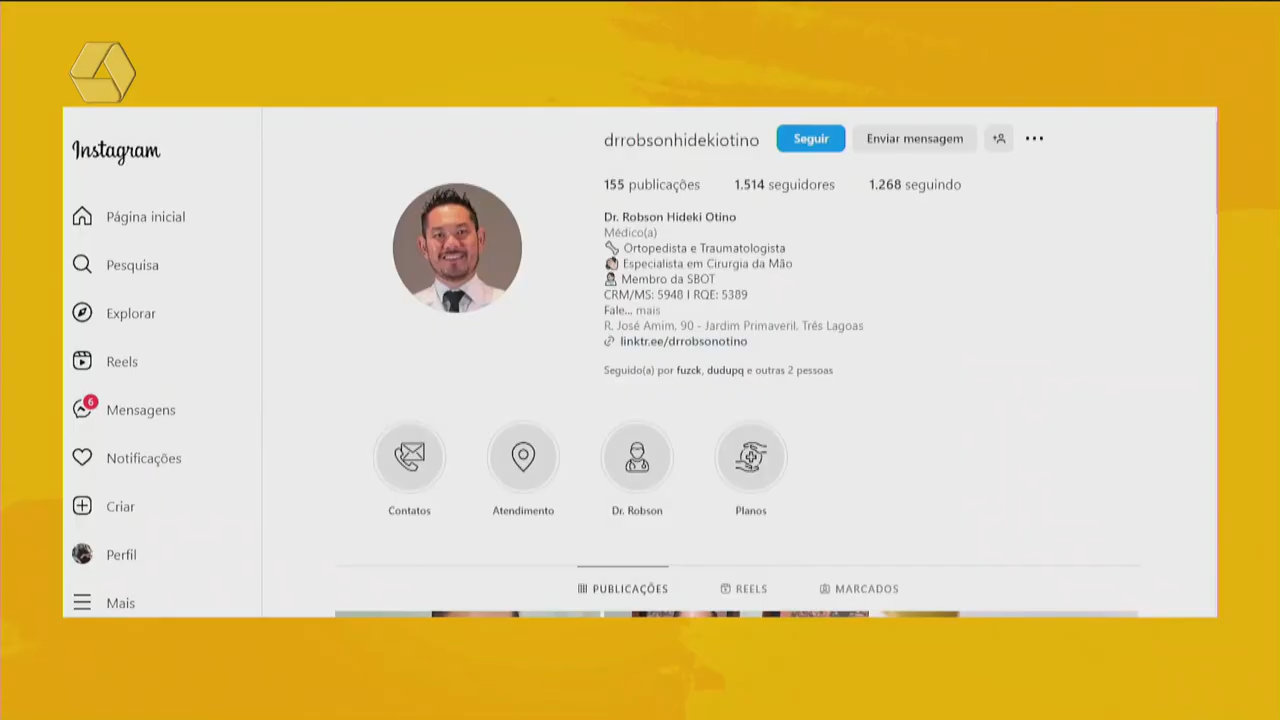 Instagram
Página inicial
Pesquisa
Explorar
Reels
6
Mensagens
Notificações
Criar
Perfil
Mais
drrobsonhidekiotino Seguir Enviar mensagem
155 publicações 1.514 seguidores 1.268 seguindo
Dr. Robson Hideki Otino
Médico(a)
Ortopedista e Traumatologista
Especialista em Cirurgia da Mão
Membro da SBOT
CRM/MS: 5948 I RQE: 5389
Fale... mais
R. José Amim, 90 - Jardim Primaveril, Três Lagoas
linktr.ee/drrobsonotino
Seguido(a) por fuzck, dudupq e outras 2 pessoas
Contatos Atendimento Dr. Robson Planos
PUBLICAÇÕES REELS MARCADOS